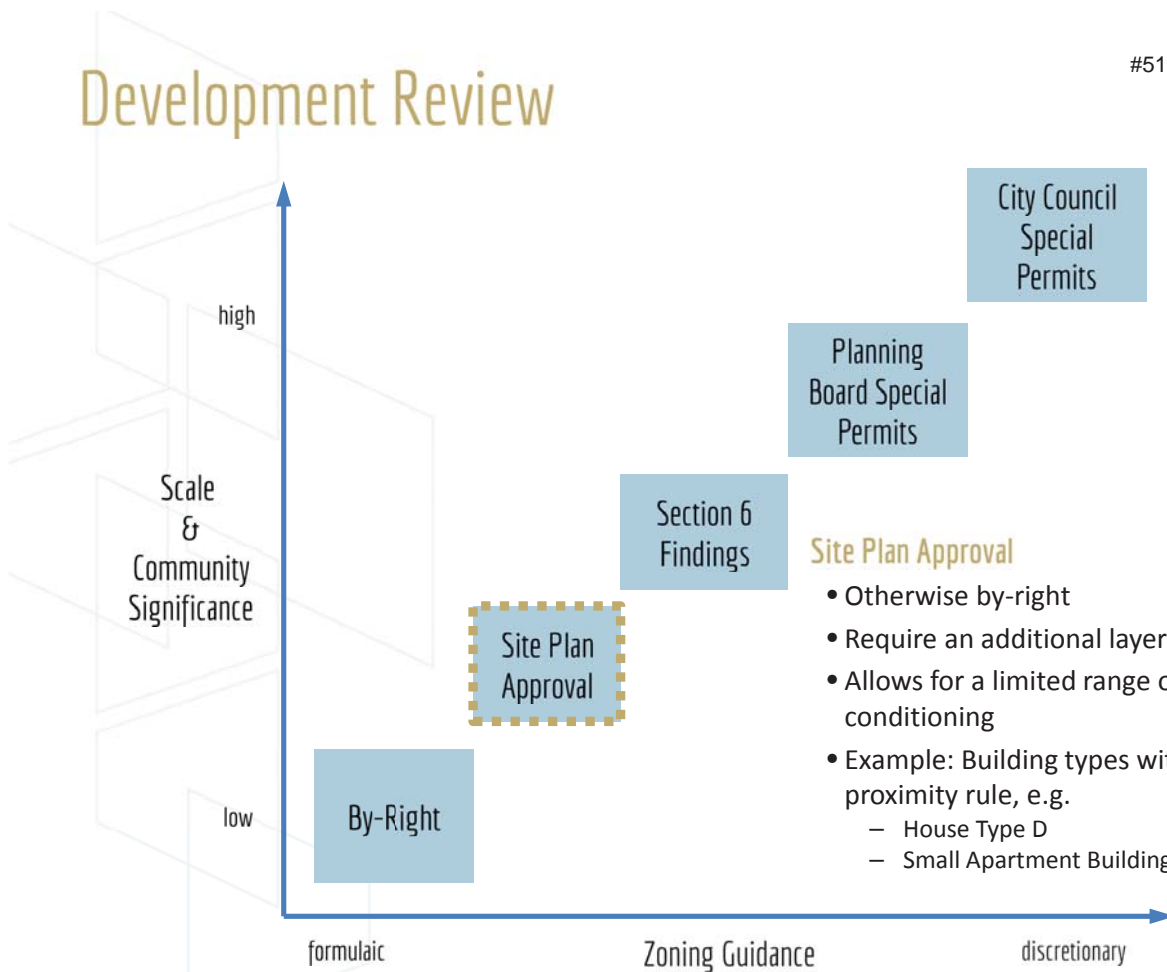 #51
Development Review
City Council
Special
Permits
high
Planning
Board Special
Permits
Scale
&
Community
Significance
Section 6
Findings
Site Plan Approval
• Otherwise by-right
• Require an additional layer
• Allows for a limited range
conditioning
• Example: Building types
proximity rule, e.g.
– House Type D
– Small Apartment Building
Site Plan
Approval
low
By-Right
formulaic
Zoning Guidance
discretionary